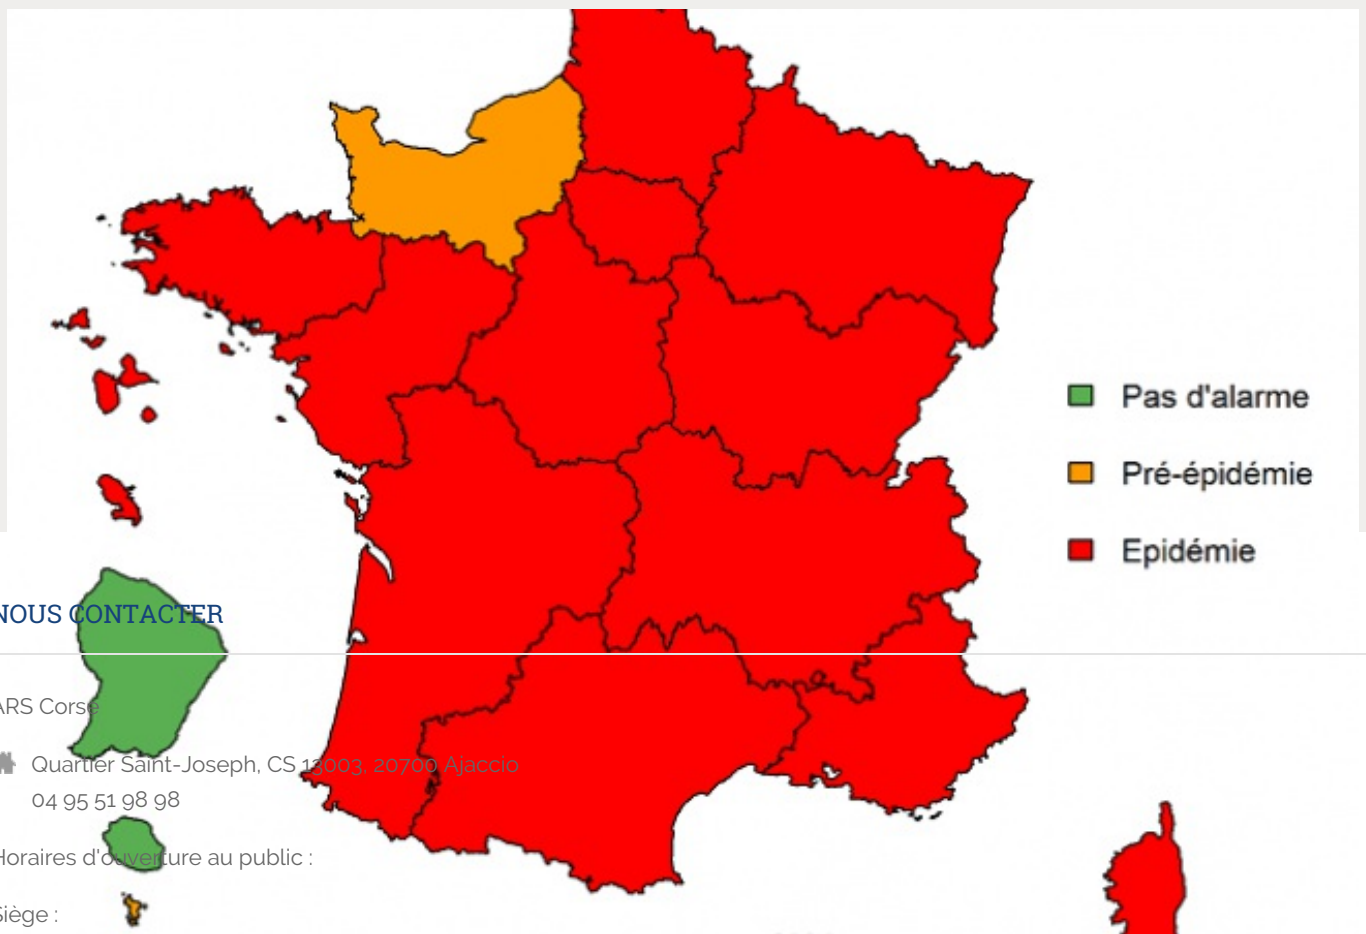 Pas d'alarme
Pré-épidémie
Epidémie
NOUS CONTACTER
ARS Corse
Quartier Saint-Joseph, CS 13003, 20700 Ajaccio
04 95 51 98 98
Horaires d'ouverture au public :
Siège :